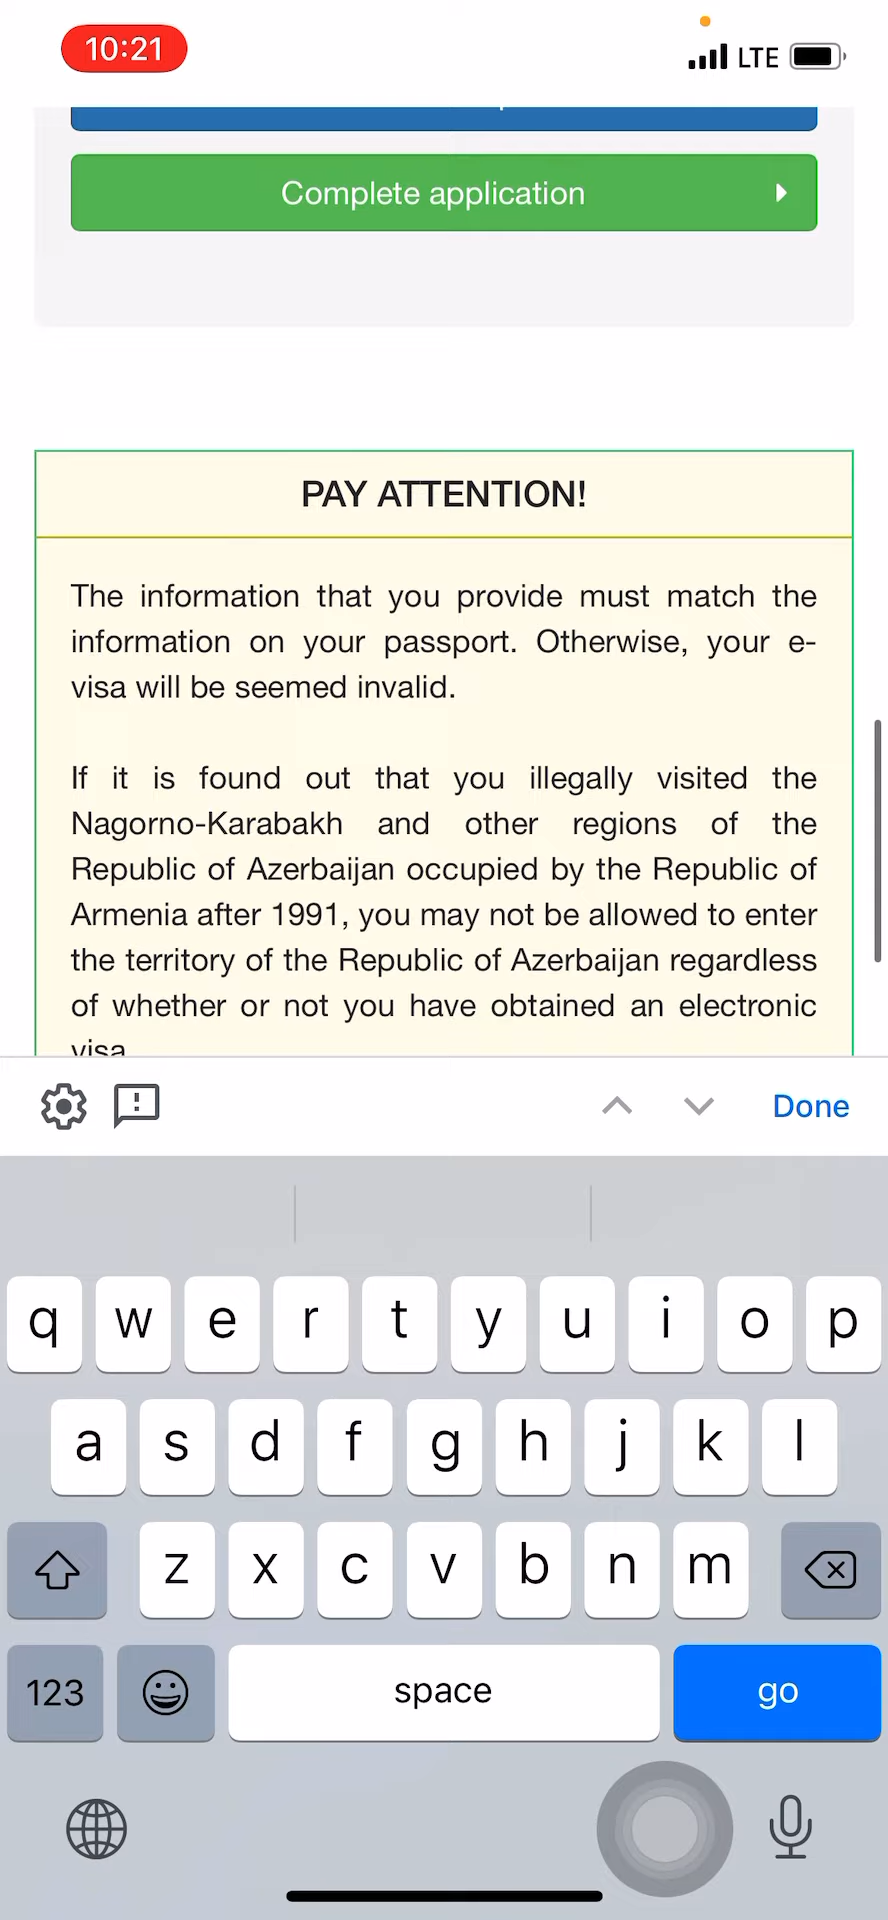 10:21
LTE
Complete application
PAY ATTENTION!
The information that you provide must match the
information on your passport. Otherwise, your e-
visa will be seemed invalid.
If it is found out that you illegally visited the
Nagorno-Karabakh and other regions of the
Republic of Azerbaijan occupied by the Republic of
Armenia after 1991, you may not be allowed to enter
the territory of the Republic of Azerbaijan regardless
of whether or not you have obtained an electronic
visa
Done
q w e r t y u i o p
a s d f g h j k l
z x c v b n m
123 space go